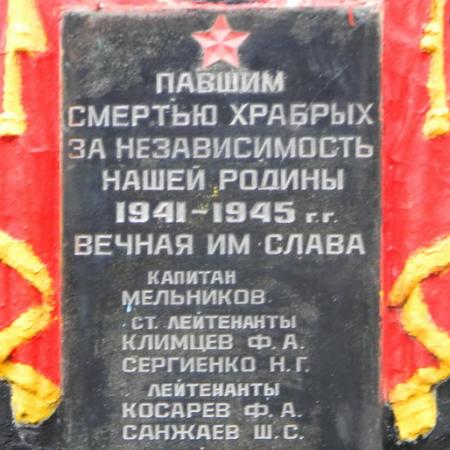 ПАВШИМ
СМЕРТЬЮ ХРАБРЫХ
ЗА НЕЗАВИСИМОСТЬ
НАШЕЙ РОДИНЫ
1941-1945 г.г.
ВЕЧНАЯ ИМ СЛАВА
КАПИТАН
МЕЛЬНИКОВ.
СТ. ЛЕЙТЕНАНТЫ
КЛИМЦЕВ Ф. А.
СЕРГИЕНКО Н. Г.
ЛЕЙТЕНАНТЫ
КОСАРЕВ Ф. А.
САНЖАЕВ Ш. С.